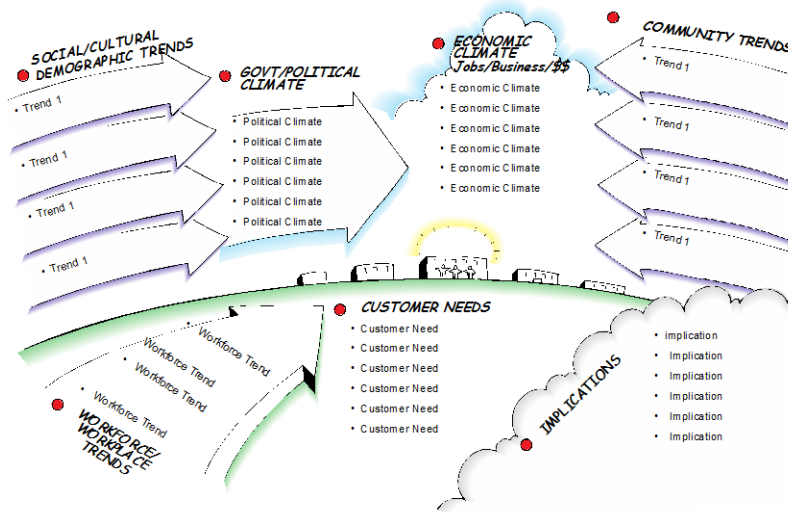 SOCIAL/CULTURAL
DEMOGRAPHIC TRENDS
• Trend 1
• Trend 1
• Trend 1
• Trend 1
GOVT/POLITICAL
CLIMATE
• Political Climate
• Political Climate
• Political Climate
• Political Climate
• Political Climate
• Political Climate
ECONOMIC
CLIMATE
Jobs/Business/$$
• Economic Climate
• Economic Climate
• Economic Climate
• Economic Climate
• Economic Climate
• Economic Climate
COMMUNITY TRENDS
• Trend 1
• Trend 1
• Trend 1
• Trend 1
WORKFORCE/
WORKPLACE
TRENDS
• Workforce Trend
• Workforce Trend
• Workforce Trend
• Workforce Trend
CUSTOMER NEEDS
• Customer Need
• Customer Need
• Customer Need
• Customer Need
• Customer Need
• Customer Need
IMPLICATIONS
• implication
• Implication
• Implication
• Implication
• Implication
• Implication